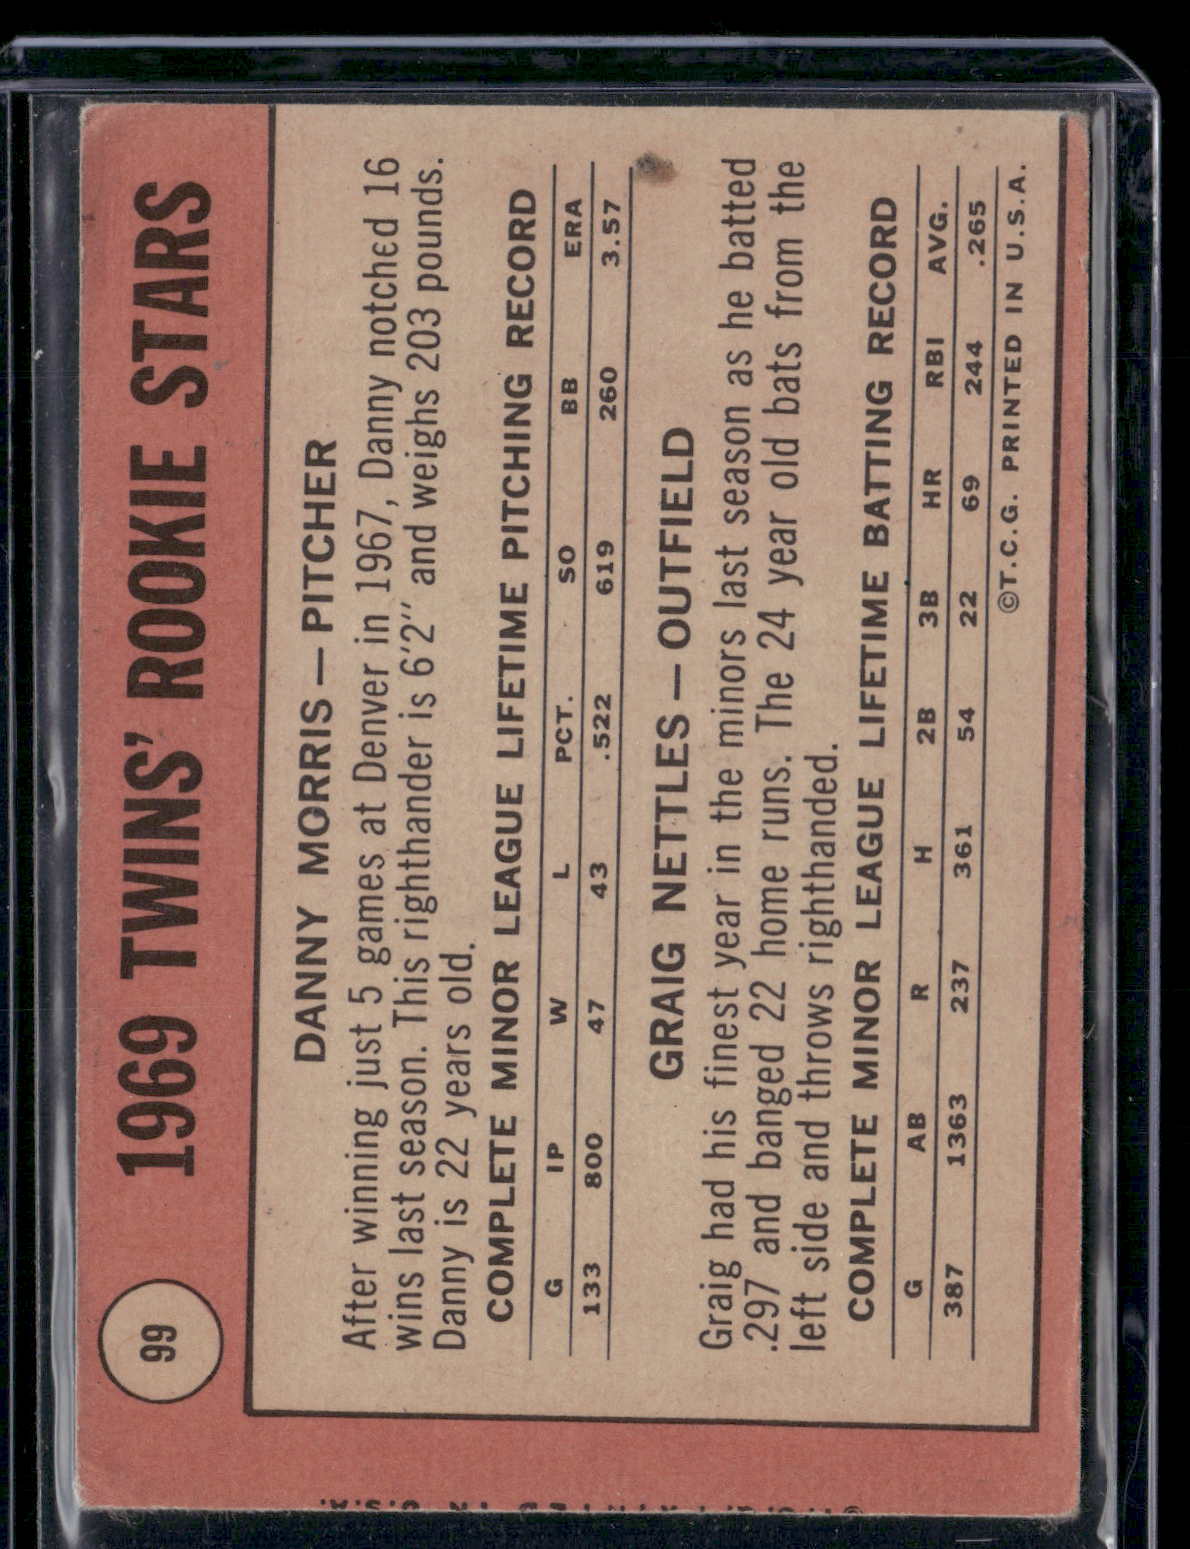 99
1969 TWINS' ROOKIE STARS
DANNY MORRIS — PITCHER
After winning just 5 games at Denver in 1967, Danny notched 16
wins last season. This righthander is 6'2" and weighs 203 pounds.
Danny is 22 years old.
COMPLETE MINOR LEAGUE LIFETIME PITCHING RECORD
G IP W L PCT. SO BB ERA
133 800 47 43 .522 619 260 3.57
GRAIG NETTLES — OUTFIELD
Graig had his finest year in the minors last season as he batted
.297 and banged 22 home runs. The 24 year old bats from the
left side and throws righthanded.
COMPLETE MINOR LEAGUE LIFETIME BATTING RECORD
G AB R H 2B 3B HR RBI AVG.
387 1363 237 361 54 22 69 244 .265
©T.C.G. PRINTED IN U.S.A.